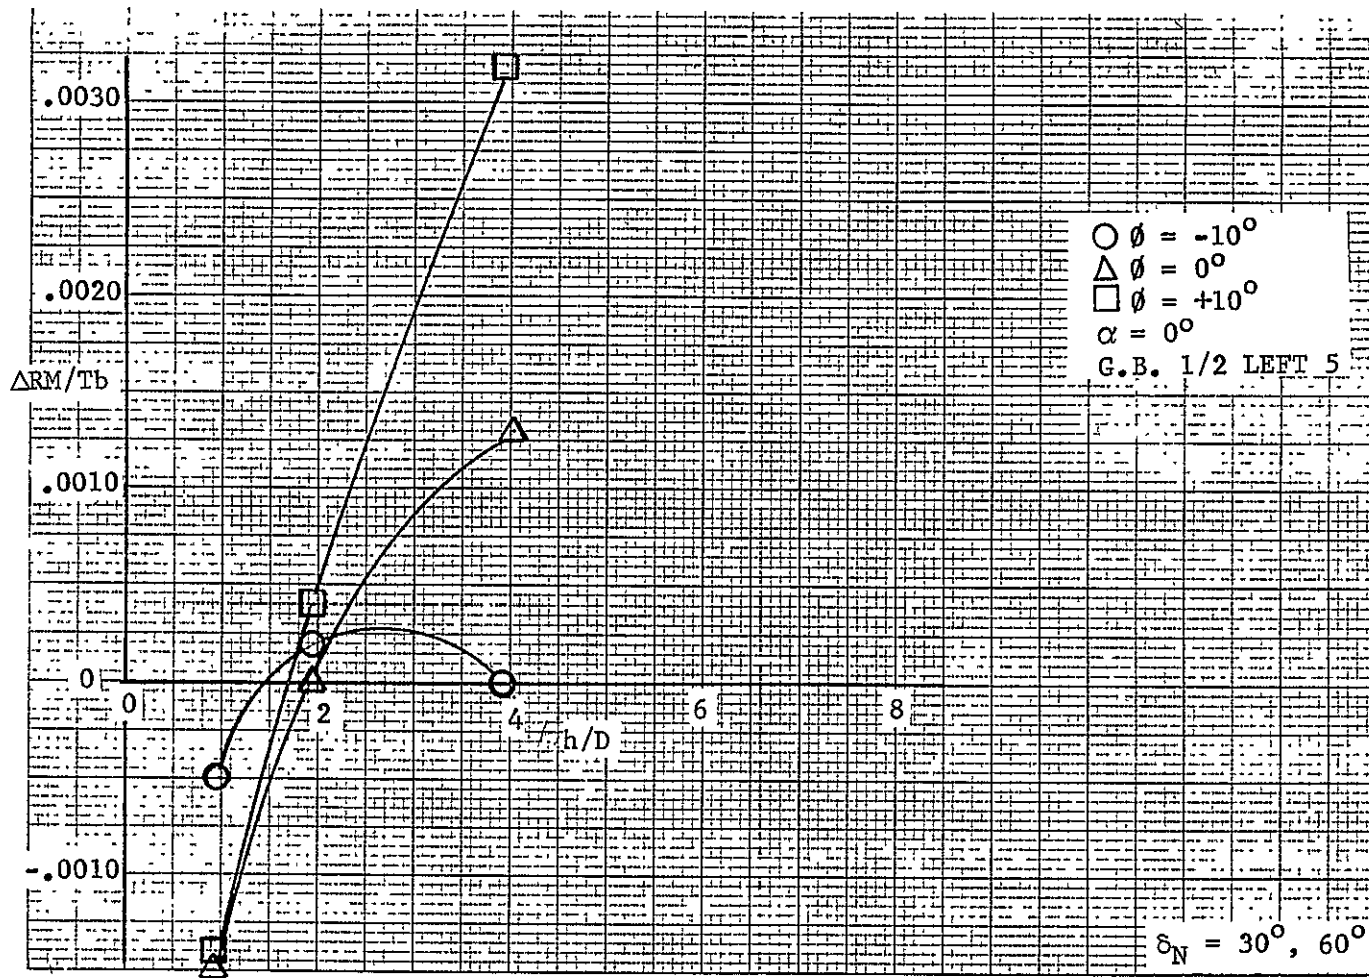 .0030
.0020
ΔRM/Tb
.0010
0
-.0010
0 2 4 6 8
h/D
○ Ø = -10°
△ Ø = 0°
□ Ø = +10°
α = 0°
G.B. 1/2 LEFT 5
δN = 30°, 60°